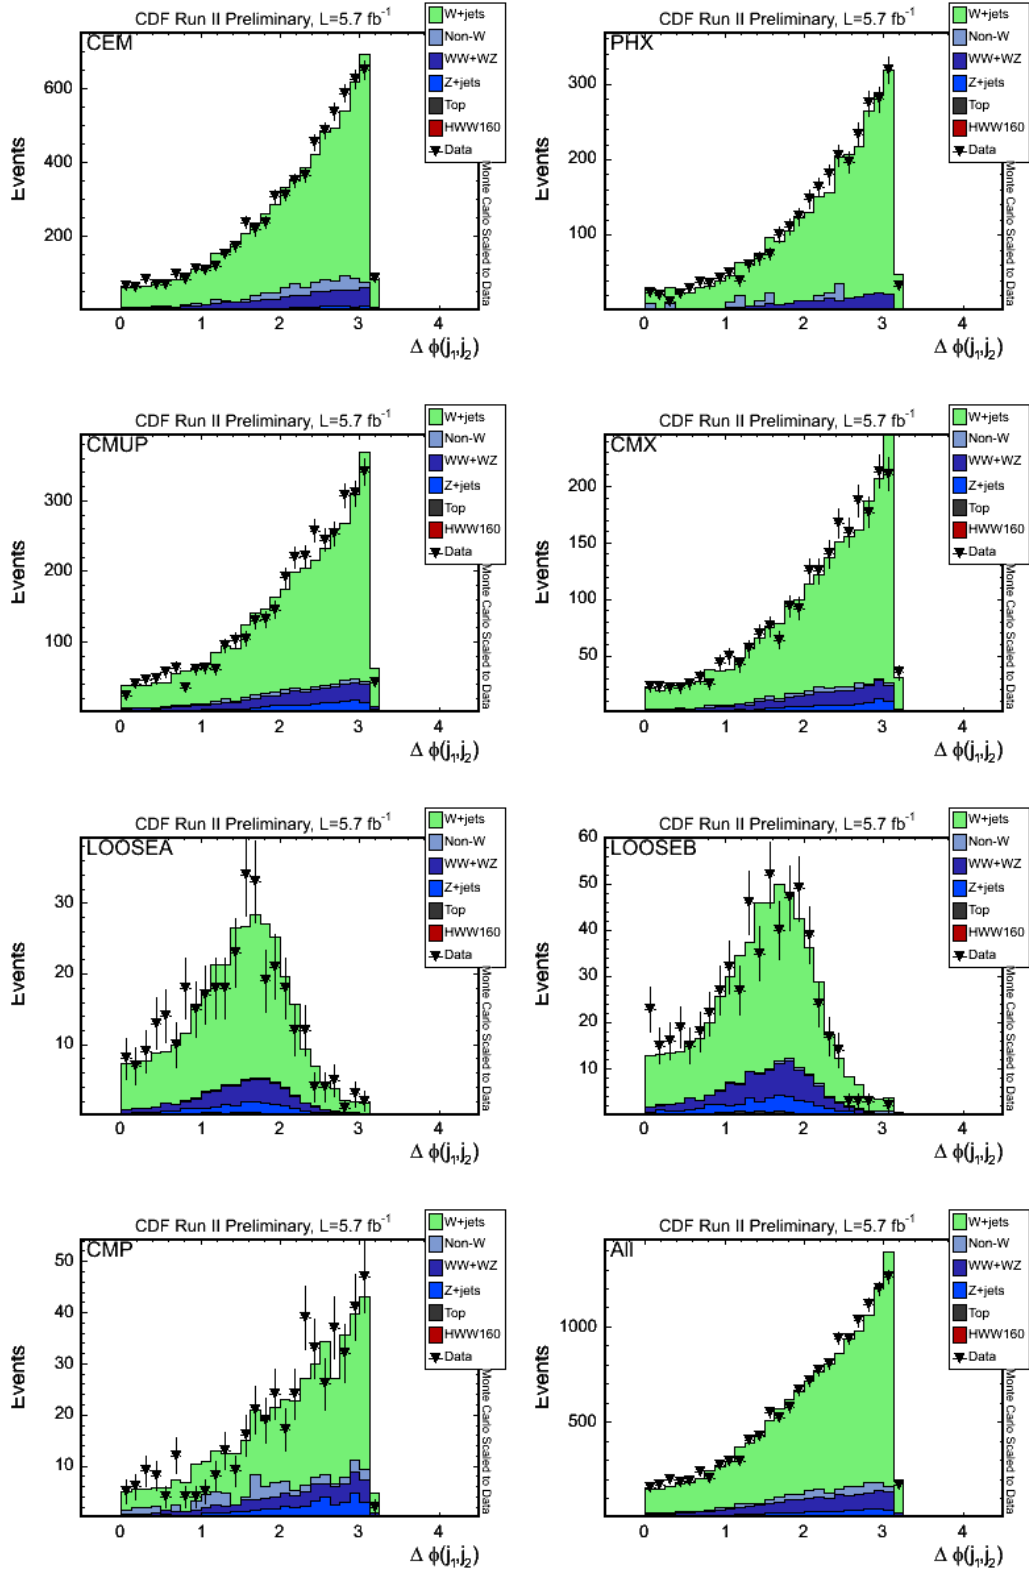 CDF Run II Preliminary, L=5.7 fb⁻¹
CEM
W+jets
Non-W
WW+WZ
Z+jets
Top
HWW160
Data
Monte Carlo Scaled to Data
Events
600
400
200
0 1 2 3 4
Δ ϕ(j₁,j₂)
PHX
W+jets
Non-W
WW+WZ
Z+jets
Top
HWW160
Data
Monte Carlo Scaled to Data
Events
300
200
100
0 1 2 3 4
Δ ϕ(j₁,j₂)
CDF Run II Preliminary, L=5.7 fb⁻¹
CMUP
W+jets
Non-W
WW+WZ
Z+jets
Top
HWW160
Data
Monte Carlo Scaled to Data
Events
300
200
100
0 1 2 3 4
Δ ϕ(j₁,j₂)
CDF Run II Preliminary, L=5.7 fb⁻¹
CMX
W+jets
Non-W
WW+WZ
Z+jets
Top
HWW160
Data
Monte Carlo Scaled to Data
Events
200
150
100
50
0 1 2 3 4
Δ ϕ(j₁,j₂)
CDF Run II Preliminary, L=5.7 fb⁻¹
LOOSEA
W+jets
Non-W
WW+WZ
Z+jets
Top
HWW160
Data
Monte Carlo Scaled to Data
Events
30
20
10
0 1 2 3 4
Δ ϕ(j₁,j₂)
CDF Run II Preliminary, L=5.7 fb⁻¹
LOOSEB
W+jets
Non-W
WW+WZ
Z+jets
Top
HWW160
Data
Monte Carlo Scaled to Data
Events
60
50
40
30
20
10
0 1 2 3 4
Δ ϕ(j₁,j₂)
CDF Run II Preliminary, L=5.7 fb⁻¹
CMP
W+jets
Non-W
WW+WZ
Z+jets
Top
HWW160
Data
Monte Carlo Scaled to Data
Events
50
40
30
20
10
0 1 2 3 4
Δ ϕ(j₁,j₂)
CDF Run II Preliminary, L=5.7 fb⁻¹
All
W+jets
Non-W
WW+WZ
Z+jets
Top
HWW160
Data
Monte Carlo Scaled to Data
Events
1000
500
0 1 2 3 4
Δ ϕ(j₁,j₂)